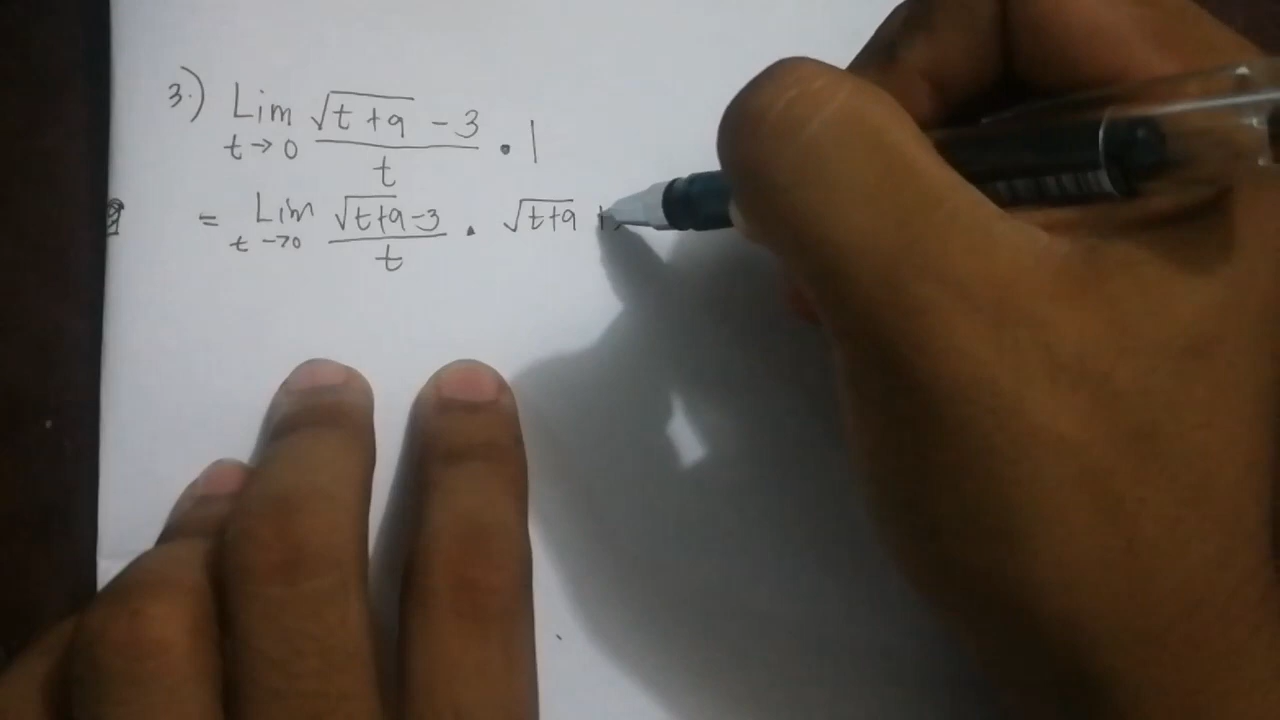 3.) Lim t→0 √(t+9) - 3 / t • 1
= Lim t→0 √(t+9) - 3 / t • √(t+9) +